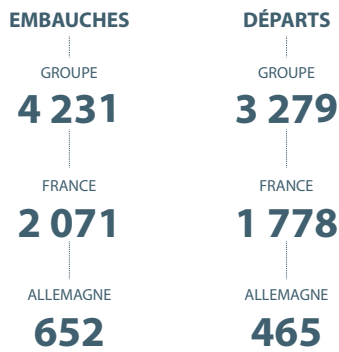 EMBAUCHES
GROUPE
4 231
FRANCE
2 071
ALLEMAGNE
652
DÉPARTS
GROUPE
3 279
FRANCE
1 778
ALLEMAGNE
465